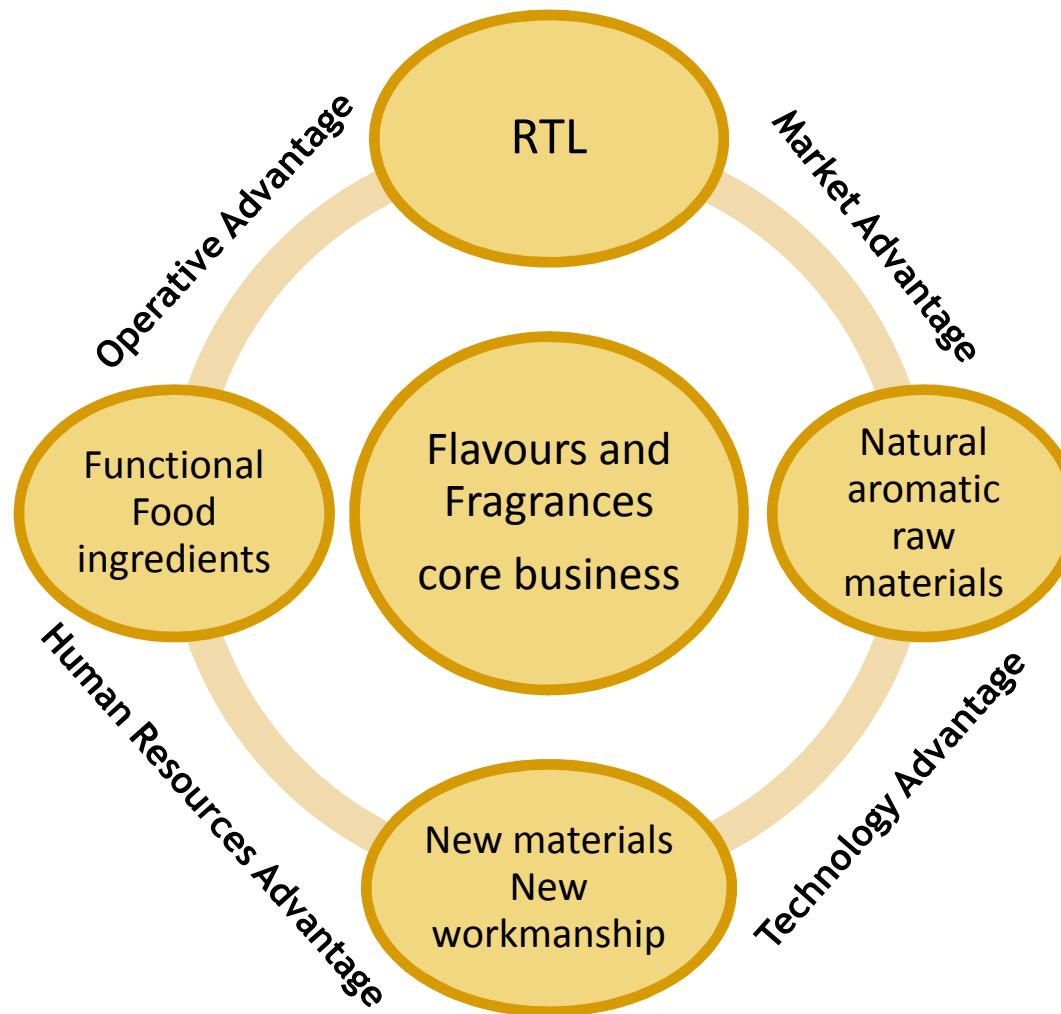 RTL
Operative Advantage
Market Advantage
Functional
Food
ingredients
Flavours and
Fragrances
core business
Natural
aromatic
raw
materials
Human Resources Advantage
Technology Advantage
New materials
New
workmanship